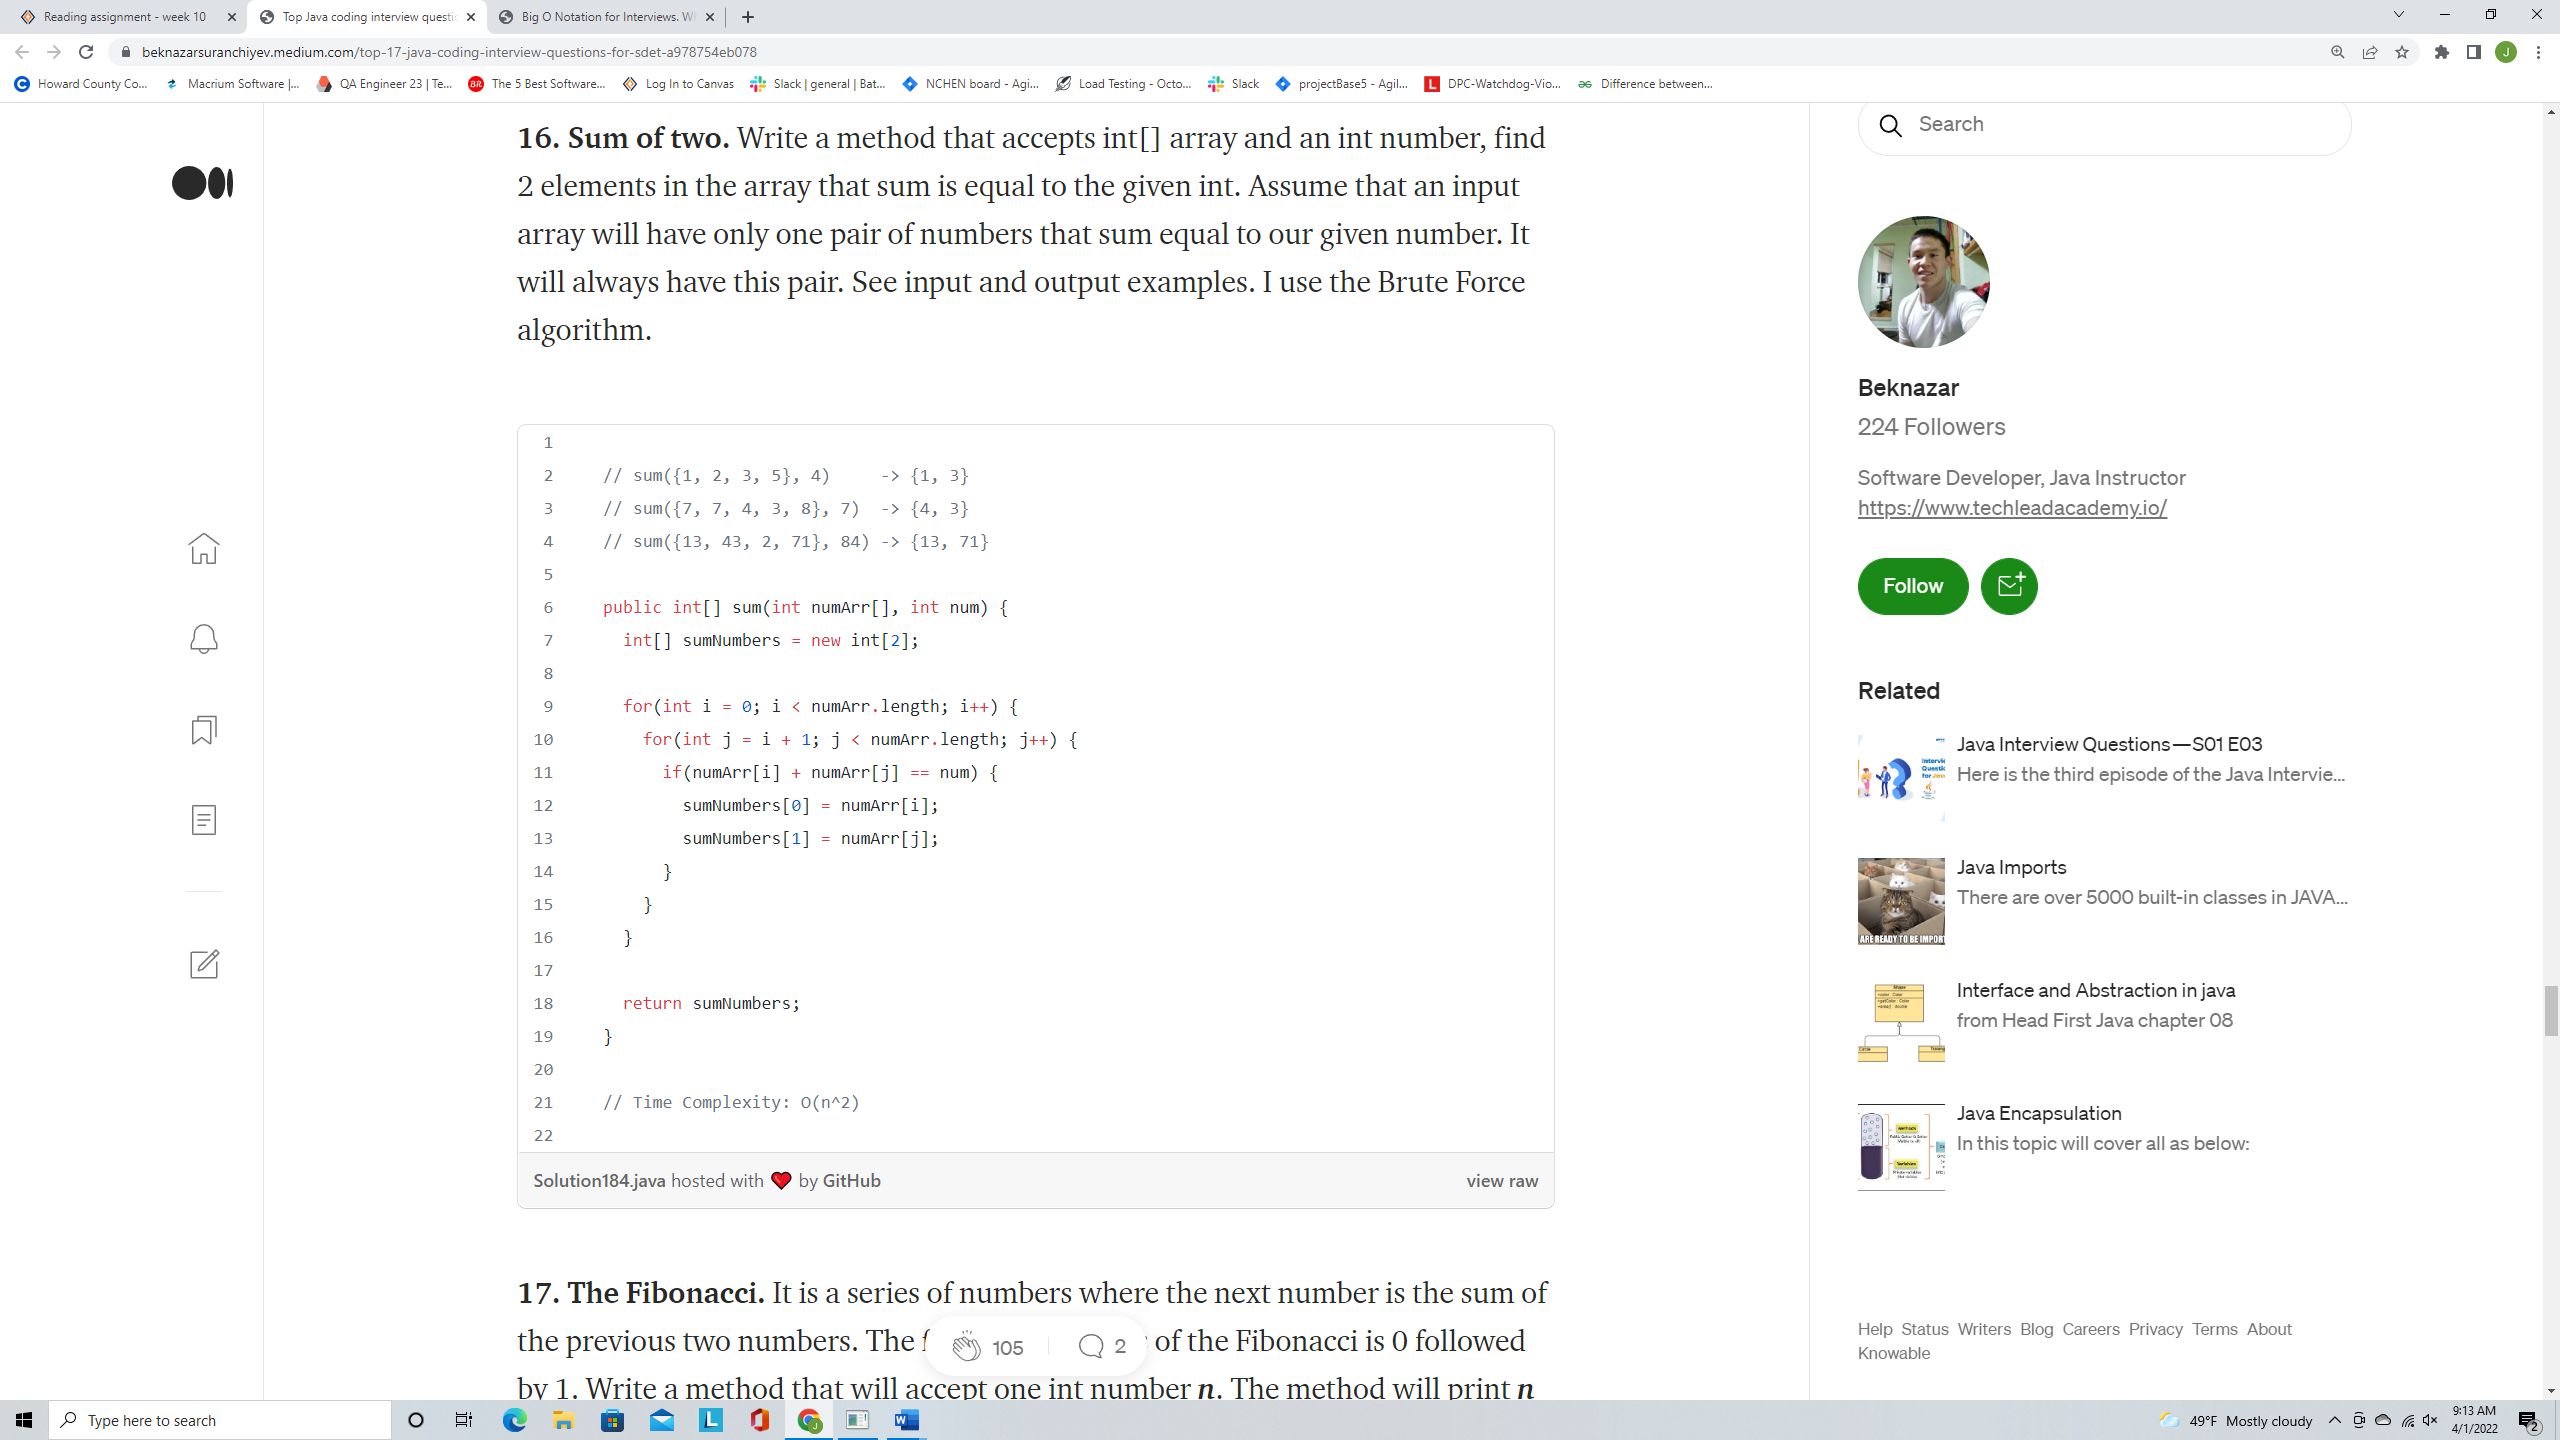 Reading assignment - week 10
Top Java coding interview questio
Big O Notation for Interviews. W
beknazarsuranchiyev.medium.com/top-17-java-coding-interview-questions-for-sdet-a978754eb078
J
Howard County Co...
Macrium Software |...
QA Engineer 23 | Te...
The 5 Best Software...
Log In to Canvas
Slack | general | Bat...
NCHEN board - Agi...
Load Testing - Octo...
Slack
projectBase5 - Agil...
DPC-Watchdog-Vio...
Difference between...
16. Sum of two. Write a method that accepts int[] array and an int number, find
2 elements in the array that sum is equal to the given int. Assume that an input
array will have only one pair of numbers that sum equal to our given number. It
will always have this pair. See input and output examples. I use the Brute Force
algorithm.
1
2 // sum({1, 2, 3, 5}, 4)     -> {1, 3}
3 // sum({7, 7, 4, 3, 8}, 7)  -> {4, 3}
4 // sum({13, 43, 2, 71}, 84) -> {13, 71}
5
6 public int[] sum(int numArr[], int num) {
7   int[] sumNumbers = new int[2];
8
9   for(int i = 0; i < numArr.length; i++) {
10     for(int j = i + 1; j < numArr.length; j++) {
11       if(numArr[i] + numArr[j] == num) {
12         sumNumbers[0] = numArr[i];
13         sumNumbers[1] = numArr[j];
14       }
15     }
16   }
17
18   return sumNumbers;
19 }
20
21 // Time Complexity: O(n^2)
22
Solution184.java hosted with ❤ by GitHub
view raw
17. The Fibonacci. It is a series of numbers where the next number is the sum of
the previous two numbers. The f of the Fibonacci is 0 followed
by 1. Write a method that will accept one int number n. The method will print n
105
2
Search
Beknazar
224 Followers
Software Developer, Java Instructor
https://www.techleadacademy.io/
Follow
Related
Java Interview Questions—S01 E03
Here is the third episode of the Java Intervie...
Java Imports
There are over 5000 built-in classes in JAVA...
ARE READY TO BE IMPORT
Interface and Abstraction in java
from Head First Java chapter 08
Java Encapsulation
In this topic will cover all as below:
Help Status Writers Blog Careers Privacy Terms About
Knowable
Type here to search
49°F Mostly cloudy
9:13 AM
4/1/2022
2